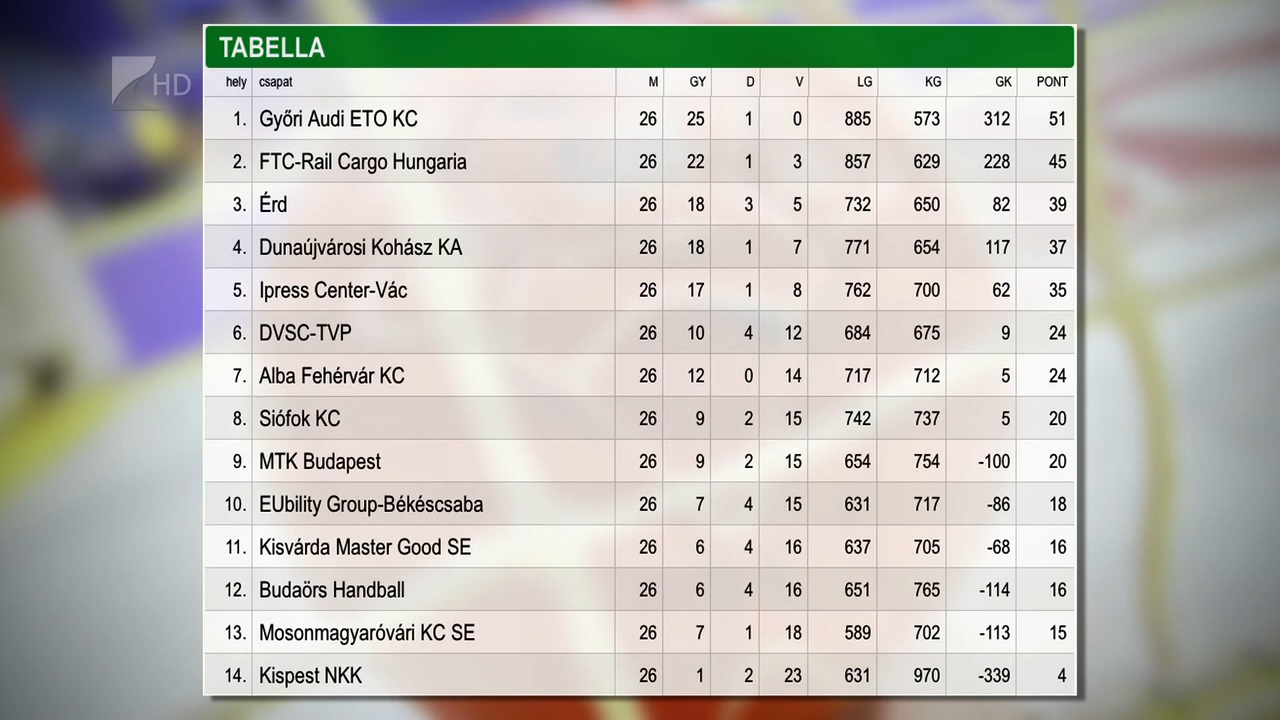 TABELLA
HD
hely csapat M GY D V LG KG GK PONT
1. Győri Audi ETO KC 26 25 1 0 885 573 312 51
2. FTC-Rail Cargo Hungaria 26 22 1 3 857 629 228 45
3. Érd 26 18 3 5 732 650 82 39
4. Dunaújvárosi Kohász KA 26 18 1 7 771 654 117 37
5. Ipress Center-Vác 26 17 1 8 762 700 62 35
6. DVSC-TVP 26 10 4 12 684 675 9 24
7. Alba Fehérvár KC 26 12 0 14 717 712 5 24
8. Siófok KC 26 9 2 15 742 737 5 20
9. MTK Budapest 26 9 2 15 654 754 -100 20
10. EUbility Group-Békéscsaba 26 7 4 15 631 717 -86 18
11. Kisvárda Master Good SE 26 6 4 16 637 705 -68 16
12. Budaörs Handball 26 6 4 16 651 765 -114 16
13. Mosonmagyaróvári KC SE 26 7 1 18 589 702 -113 15
14. Kispest NKK 26 1 2 23 631 970 -339 4